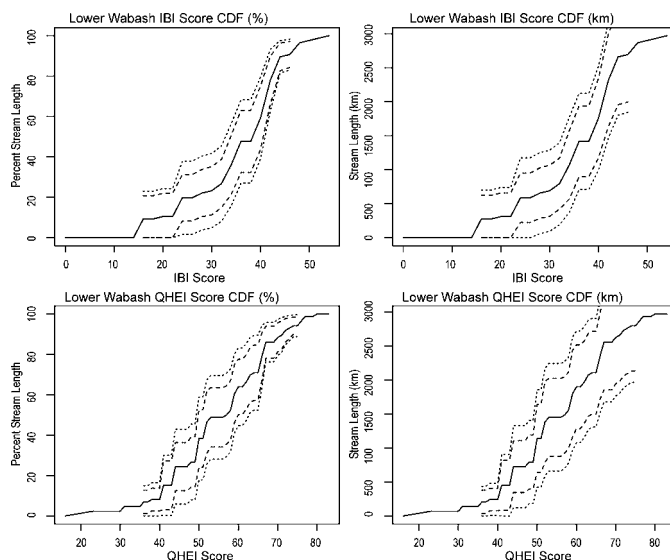 Lower Wabash IBI Score CDF (%)
Percent Stream Length
0 20 40 60 80 100
0 10 20 30 40 50
IBI Score
Lower Wabash IBI Score CDF (km)
Stream Length (km)
0 500 1000 1500 2000 2500 3000
0 10 20 30 40 50
IBI Score
Lower Wabash QHEI Score CDF (%)
Percent Stream Length
0 20 40 60 80 100
20 30 40 50 60 70 80
QHEI Score
Lower Wabash QHEI Score CDF (km)
Stream Length (km)
0 500 1000 1500 2000 2500 3000
20 30 40 50 60 70 80
QHEI Score